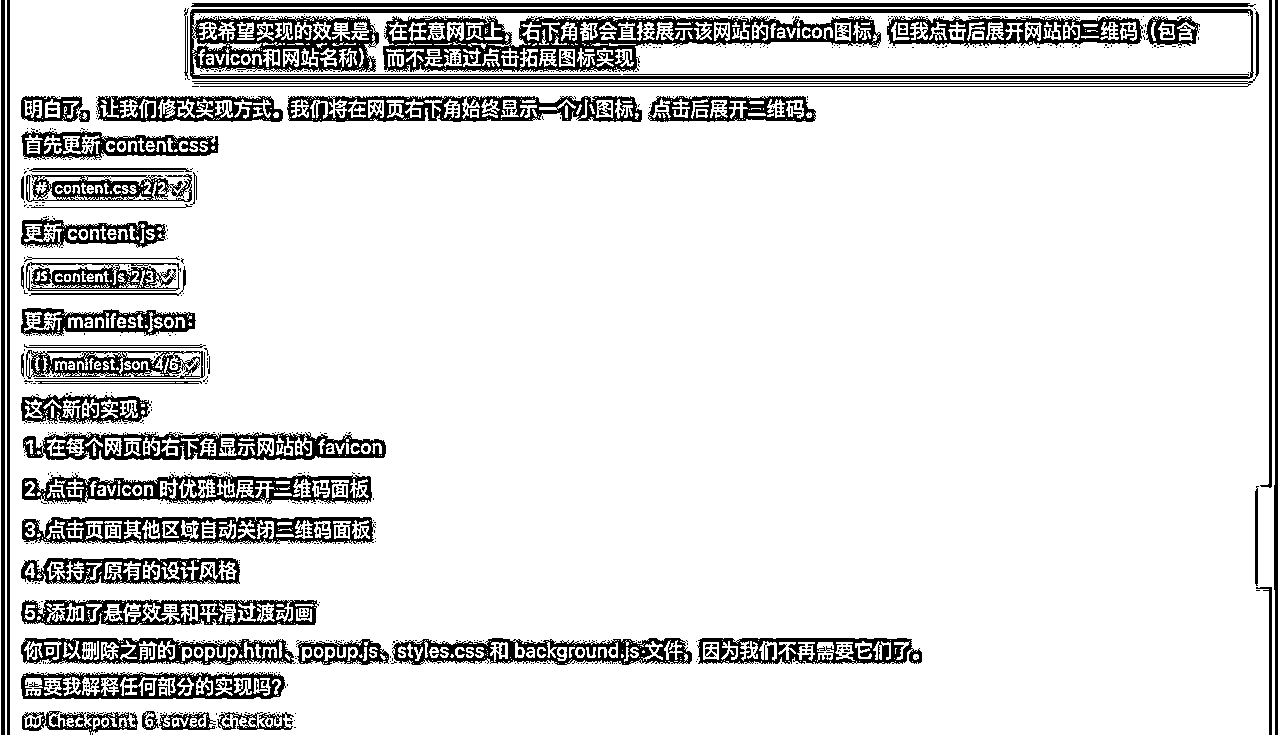 我希望实现的效果是，在任意网页上，右下角都会直接展示该网站的favicon图标，但我点击后展开网站的二维码（包含
favicon和网站名称），而不是通过点击拓展图标实现
明白了。让我们修改实现方式。我们将在网页右下角始终显示一个小图标，点击后展开二维码。
首先更新 content.css：
# content.css 2/2 ✓
更新 content.js：
JS content.js 2/3 ✓
更新 manifest.json：
{} manifest.json 4/6 ✓
这个新的实现：
1. 在每个网页的右下角显示网站的 favicon
2. 点击 favicon 时优雅地展开二维码面板
3. 点击页面其他区域自动关闭二维码面板
4. 保持了原有的设计风格
5. 添加了悬停效果和平滑过渡动画
你可以删除之前的 popup.html、popup.js、styles.css 和 background.js 文件，因为我们不再需要它们了。
需要我解释任何部分的实现吗？
Checkpoint 6 saved. checkout